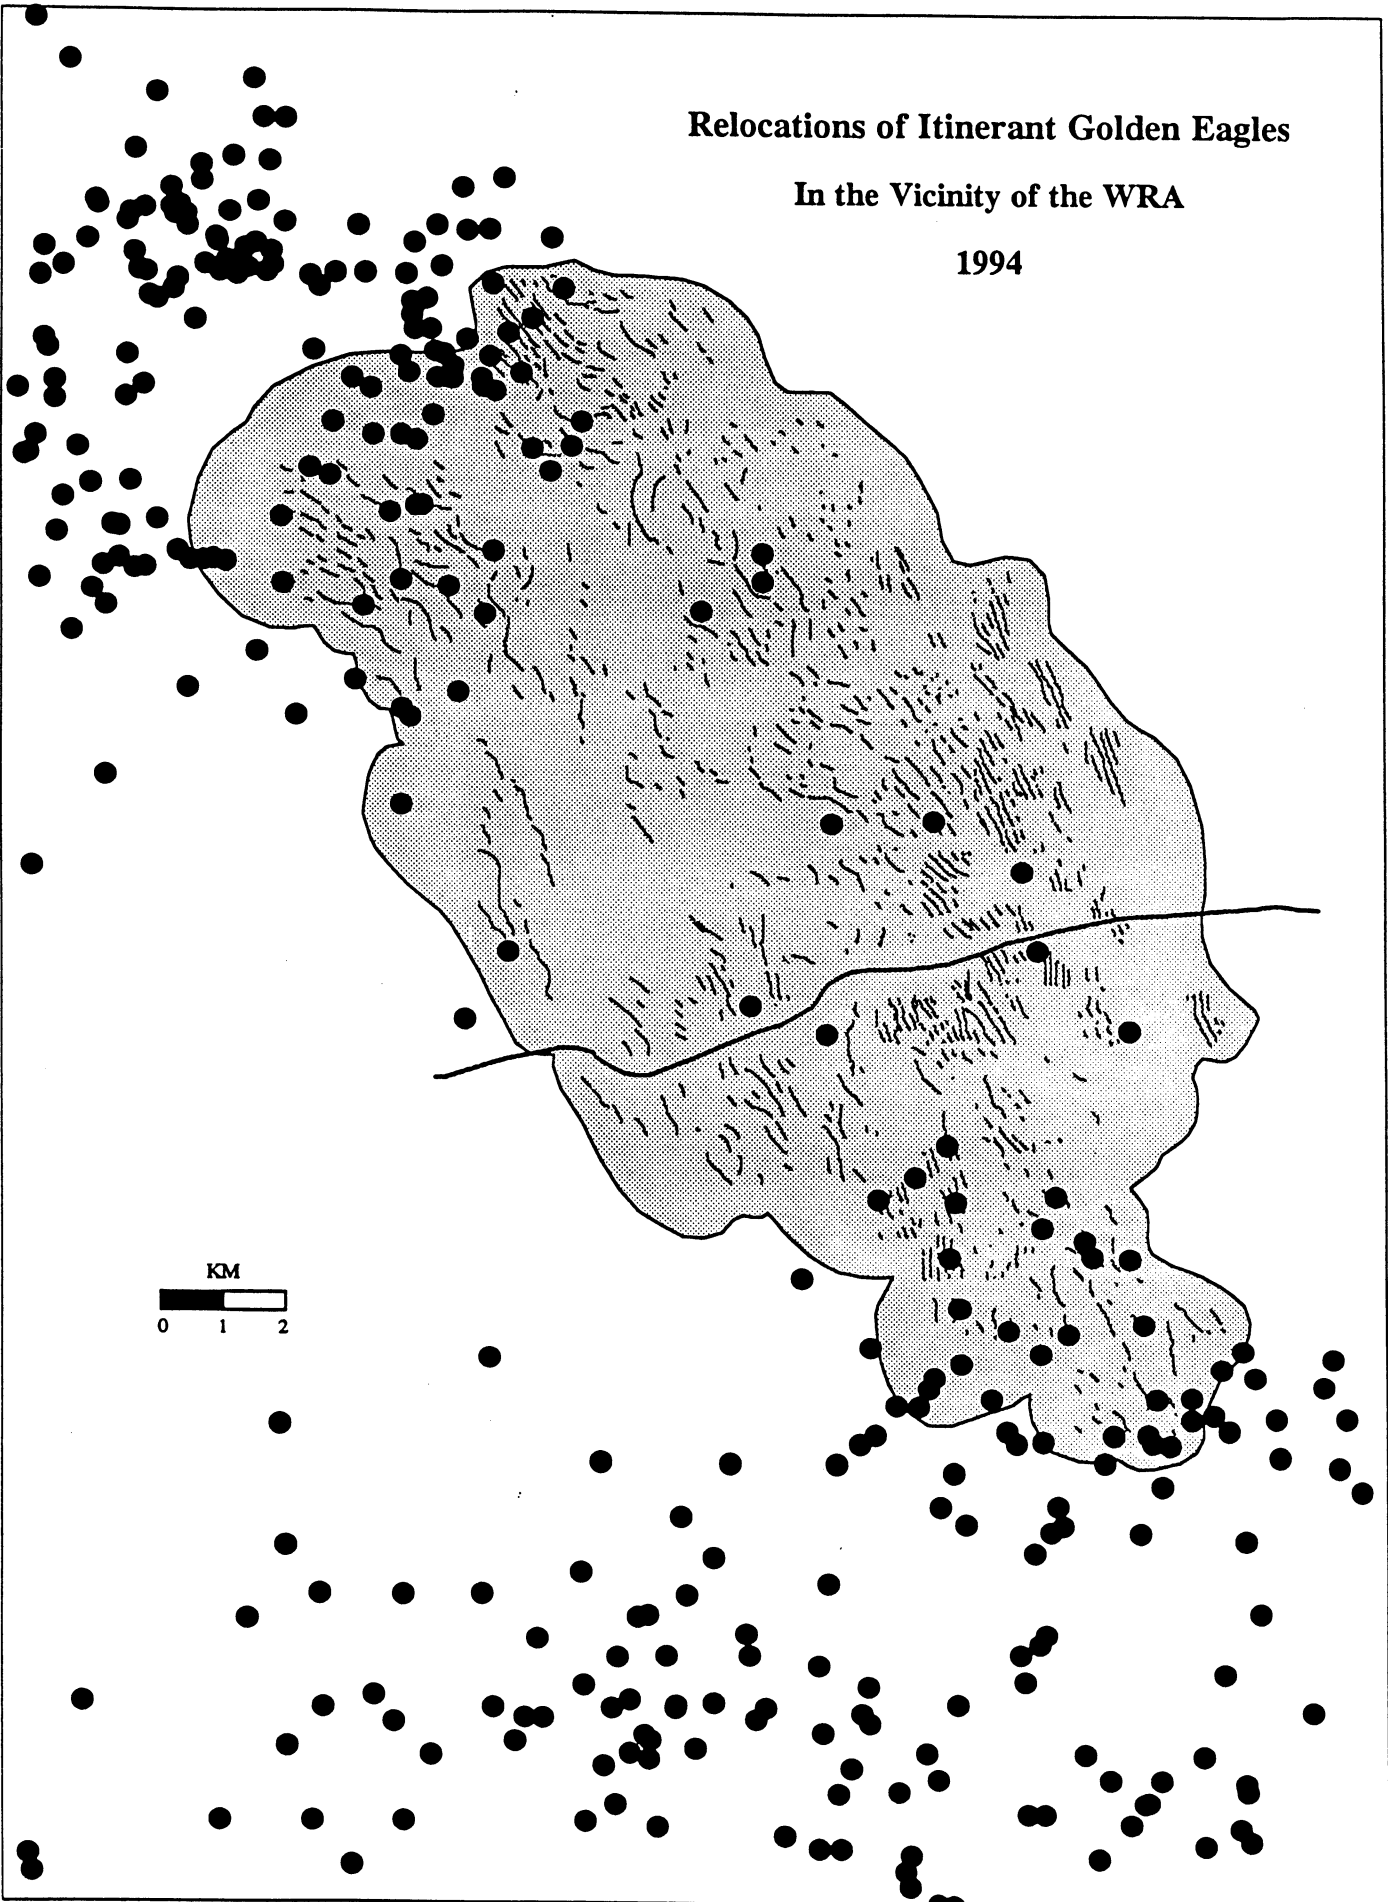 Relocations of Itinerant Golden Eagles
In the Vicinity of the WRA
1994
KM
0 1 2